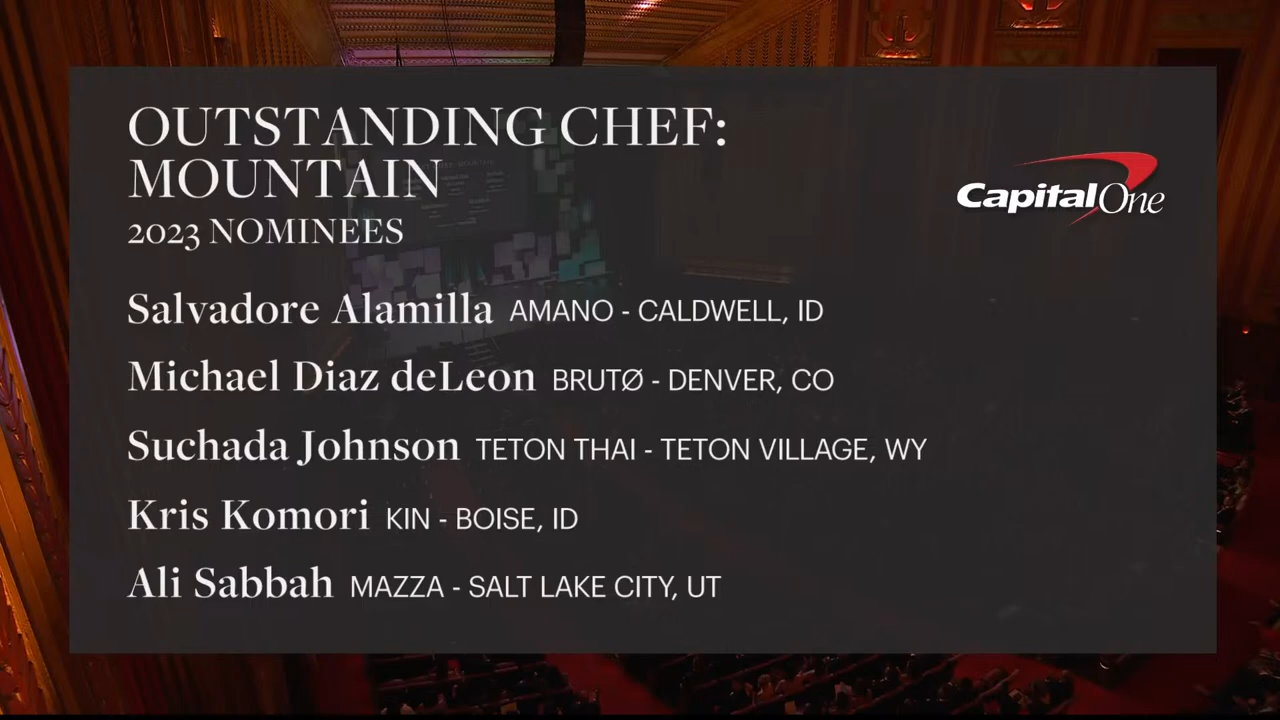 OUTSTANDING CHEF:
MOUNTAIN
2023 NOMINEES
Capital One
Salvadore Alamilla AMANO - CALDWELL, ID
Michael Diaz deLeon BRUTØ - DENVER, CO
Suchada Johnson TETON THAI - TETON VILLAGE, WY
Kris Komori KIN - BOISE, ID
Ali Sabbah MAZZA - SALT LAKE CITY, UT